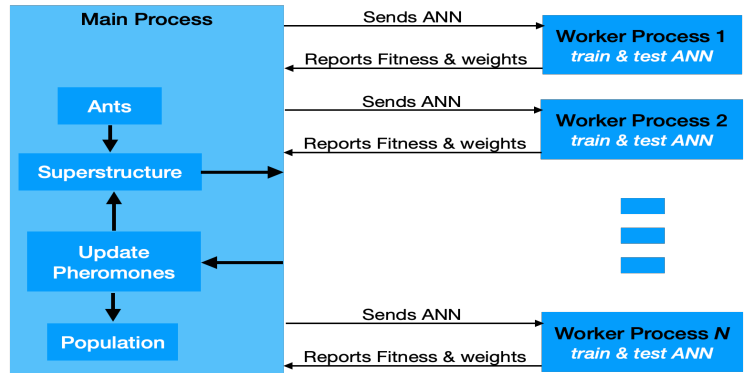 Main Process
Ants
Superstructure
Update
Pheromones
Population
Sends ANN
Reports Fitness & weights
Worker Process 1
train & test ANN
Sends ANN
Reports Fitness & weights
Worker Process 2
train & test ANN
Sends ANN
Reports Fitness & weights
Worker Process N
train & test ANN